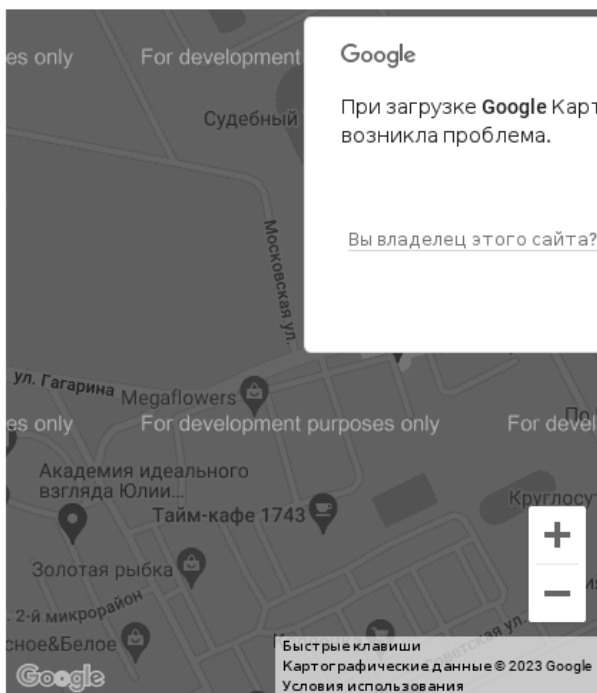 es only
For development
Google
При загрузке Google Карт
возникла проблема.
Судебный
Вы владелец этого сайта?
Московская ул.
ул. Гагарина
Megaflowers
es only
For development purposes only
For devel
По
Академия идеального
взгляда Юлии...
Тайм-кафе 1743
Круглосут
Золотая рыбка
2-й микрорайон
сное&Белое
Быстрые клавиши
Картографические данные © 2023 Google
Условия использования
Google